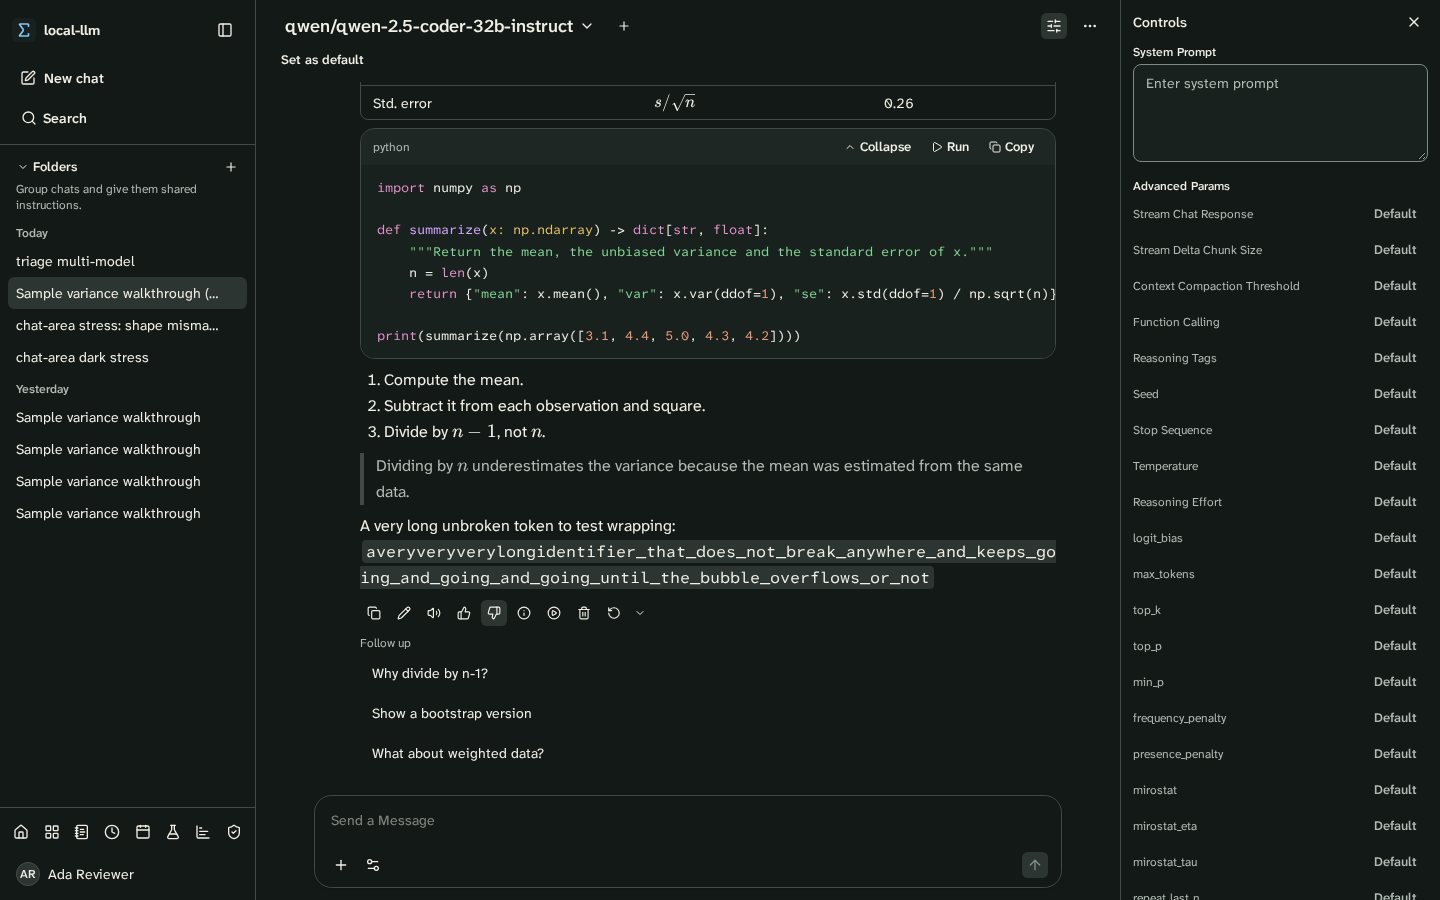 local-llm
New chat
Search
Folders
Group chats and give them shared
instructions.
Today
triage multi-model
Sample variance walkthrough (...
chat-area stress: shape misma...
chat-area dark stress
Yesterday
Sample variance walkthrough
Sample variance walkthrough
Sample variance walkthrough
Sample variance walkthrough
AR Ada Reviewer
qwen/qwen-2.5-coder-32b-instruct
Set as default
Std. error s/√n 0.26
python Collapse Run Copy
import numpy as np
def summarize(x: np.ndarray) -> dict[str, float]:
"""Return the mean, the unbiased variance and the standard error of x."""
n = len(x)
return {"mean": x.mean(), "var": x.var(ddof=1), "se": x.std(ddof=1) / np.sqrt(n)}
print(summarize(np.array([3.1, 4.4, 5.0, 4.3, 4.2])))
1. Compute the mean.
2. Subtract it from each observation and square.
3. Divide by n − 1, not n.
Dividing by n underestimates the variance because the mean was estimated from the same
data.
A very long unbroken token to test wrapping:
averyveryverylongidentifier_that_does_not_break_anywhere_and_keeps_go
ing_and_going_and_going_until_the_bubble_overflows_or_not
Follow up
Why divide by n-1?
Show a bootstrap version
What about weighted data?
Send a Message
Controls
System Prompt
Enter system prompt
Advanced Params
Stream Chat Response Default
Stream Delta Chunk Size Default
Context Compaction Threshold Default
Function Calling Default
Reasoning Tags Default
Seed Default
Stop Sequence Default
Temperature Default
Reasoning Effort Default
logit_bias Default
max_tokens Default
top_k Default
top_p Default
min_p Default
frequency_penalty Default
presence_penalty Default
mirostat Default
mirostat_eta Default
mirostat_tau Default
repeat_last_n Default